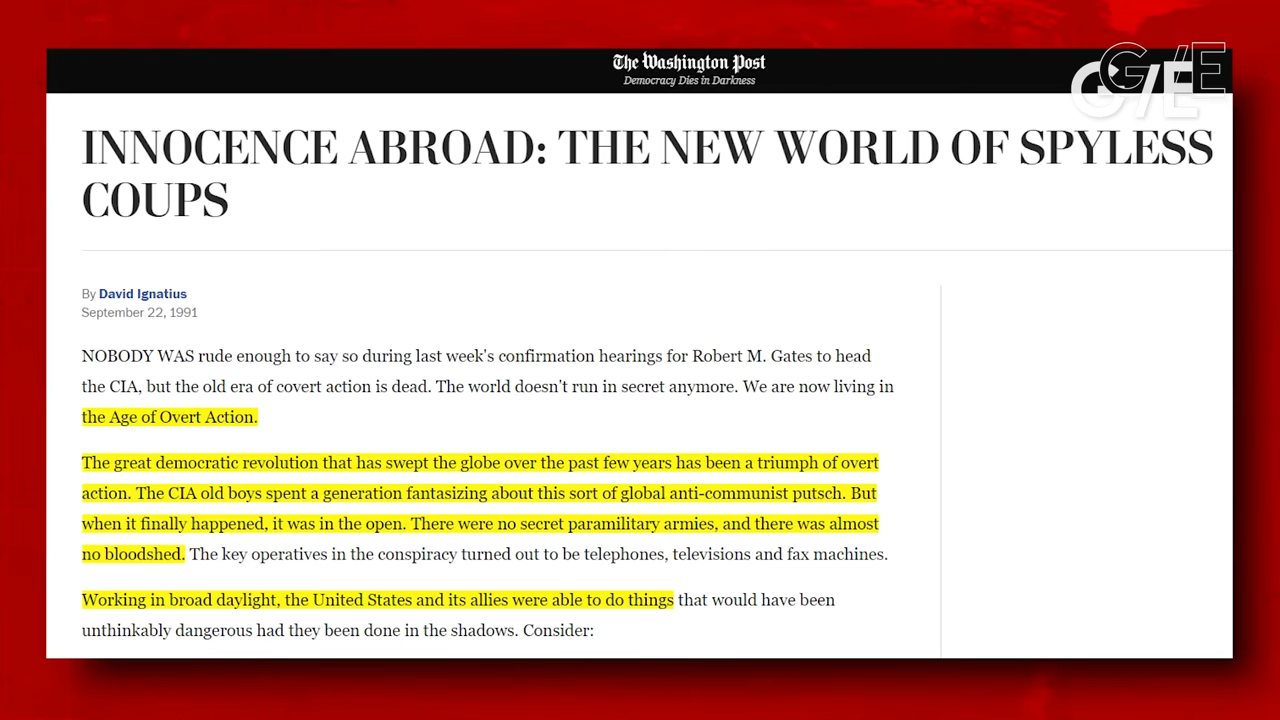 The Washington Post
Democracy Dies in Darkness
G/E
G/E
INNOCENCE ABROAD: THE NEW WORLD OF SPYLESS
COUPS
By David Ignatius
September 22, 1991
NOBODY WAS rude enough to say so during last week's confirmation hearings for Robert M. Gates to head
the CIA, but the old era of covert action is dead. The world doesn't run in secret anymore. We are now living in
the Age of Overt Action.
The great democratic revolution that has swept the globe over the past few years has been a triumph of overt
action. The CIA old boys spent a generation fantasizing about this sort of global anti-communist putsch. But
when it finally happened, it was in the open. There were no secret paramilitary armies, and there was almost
no bloodshed. The key operatives in the conspiracy turned out to be telephones, televisions and fax machines.
Working in broad daylight, the United States and its allies were able to do things that would have been
unthinkably dangerous had they been done in the shadows. Consider: